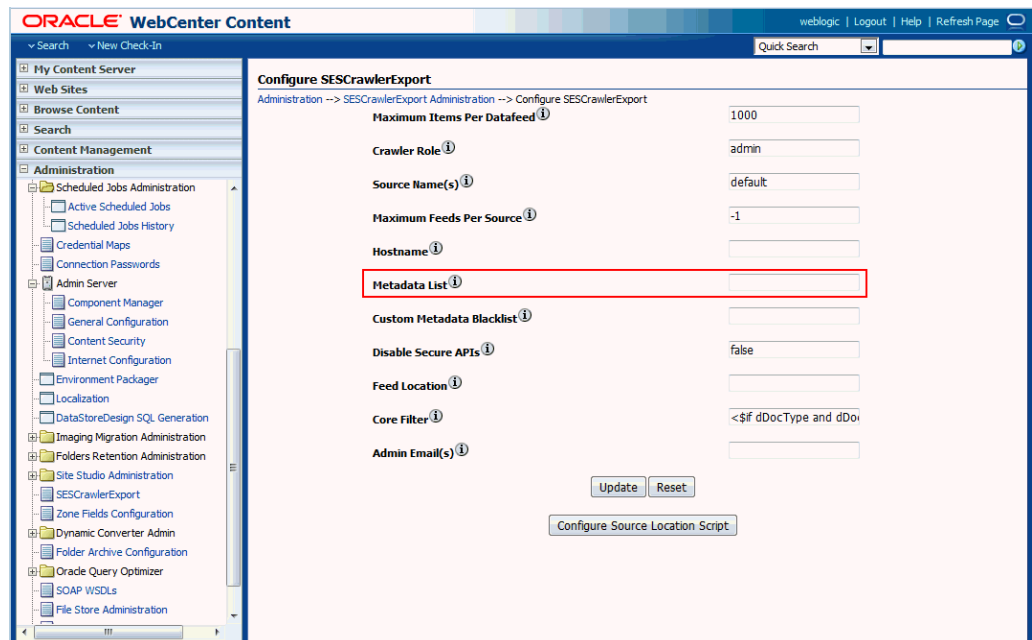 ORACLE WebCenter Content
weblogic | Logout | Help | Refresh Page
Search New Check-In
Quick Search
My Content Server
Web Sites
Browse Content
Search
Content Management
Administration
Scheduled Jobs Administration
Active Scheduled Jobs
Scheduled Jobs History
Credential Maps
Connection Passwords
Admin Server
Component Manager
General Configuration
Content Security
Internet Configuration
Environment Packager
Localization
DataStoreDesign SQL Generation
Imaging Migration Administration
Folders Retention Administration
Site Studio Administration
SESCrawlerExport
Zone Fields Configuration
Dynamic Converter Admin
Folder Archive Configuration
Oracle Query Optimizer
SOAP WSDLs
File Store Administration
Configure SESCrawlerExport
Administration --> SESCrawlerExport Administration --> Configure SESCrawlerExport
Maximum Items Per Datafeed 1000
Crawler Role admin
Source Name(s) default
Maximum Feeds Per Source -1
Hostname
Metadata List
Custom Metadata Blacklist
Disable Secure APIs false
Feed Location
Core Filter <$if dDocType and dDo
Admin Email(s)
Update Reset
Configure Source Location Script